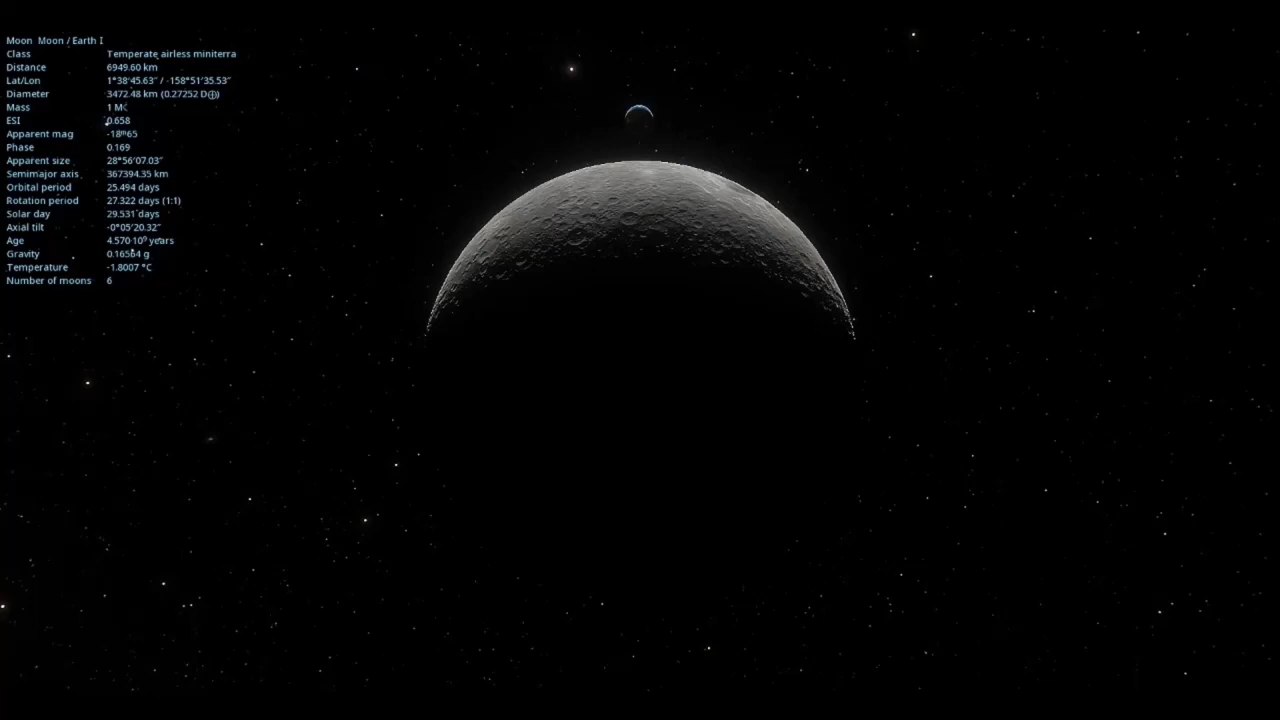 Moon Moon / Earth I
Class Temperate airless miniterra
Distance 6949.60 km
Lat/Lon 1°38'45.63" / -158°51'35.53"
Diameter 3472.48 km (0.27252 D⊕)
Mass 1 M☾
ESI 0.658
Apparent mag -18ᵐ65
Phase 0.169
Apparent size 28°56'07.03"
Semimajor axis 367394.35 km
Orbital period 25.494 days
Rotation period 27.322 days (1:1)
Solar day 29.531 days
Axial tilt -0°05'20.32"
Age 4.570·10⁹ years
Gravity 0.16564 g
Temperature -1.8007 °C
Number of moons 6